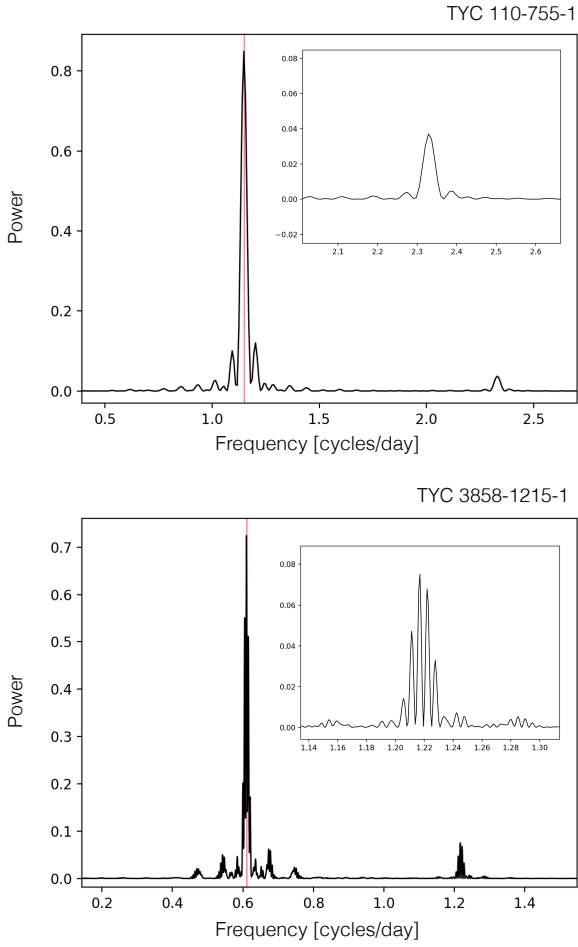 TYC 110-755-1
0.8
0.6
0.4
0.2
0.0
Power
0.08
0.06
0.04
0.02
0.00
−0.02
2.1 2.2 2.3 2.4 2.5 2.6
0.5 1.0 1.5 2.0 2.5
Frequency [cycles/day]
TYC 3858-1215-1
0.7
0.6
0.5
0.4
0.3
0.2
0.1
0.0
Power
0.08
0.06
0.04
0.02
0.00
1.14 1.16 1.18 1.20 1.22 1.24 1.26 1.28 1.30
0.2 0.4 0.6 0.8 1.0 1.2 1.4
Frequency [cycles/day]